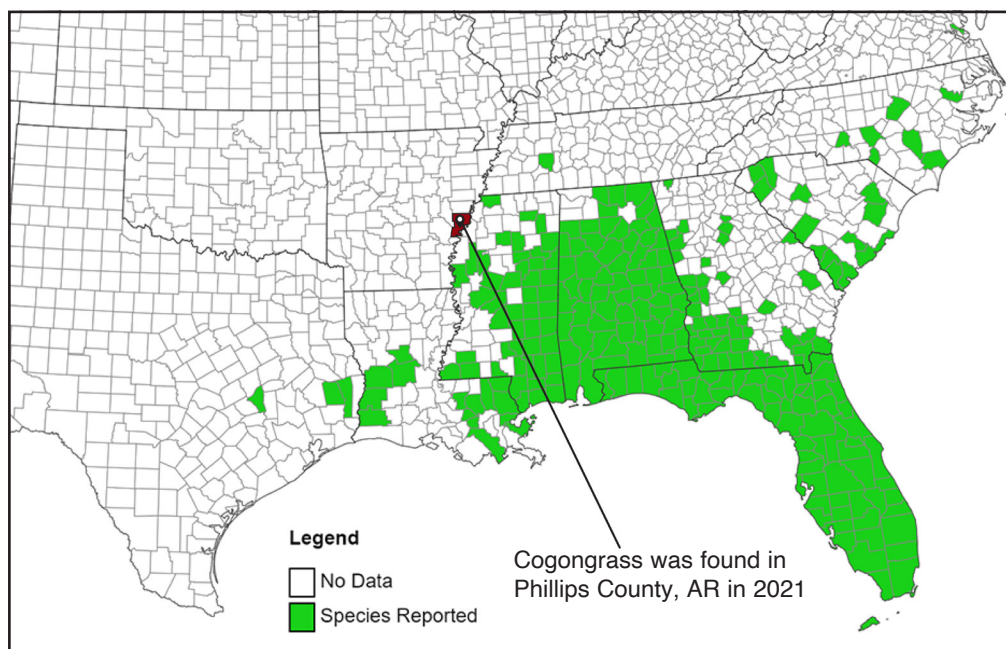 Legend
No Data
Species Reported
Cogongrass was found in
Phillips County, AR in 2021